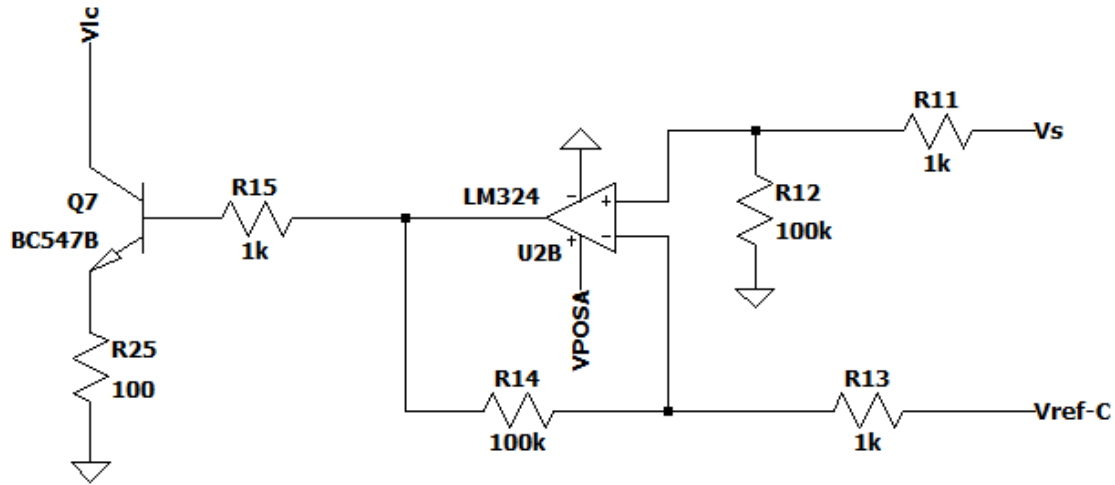 Vlc
R11
Vs
1k
LM324
−
+
R12
100k
Q7
R15
BC547B
1k
+
−
U2B
VPOSA
R25
100
R14
100k
R13
1k
Vref-C